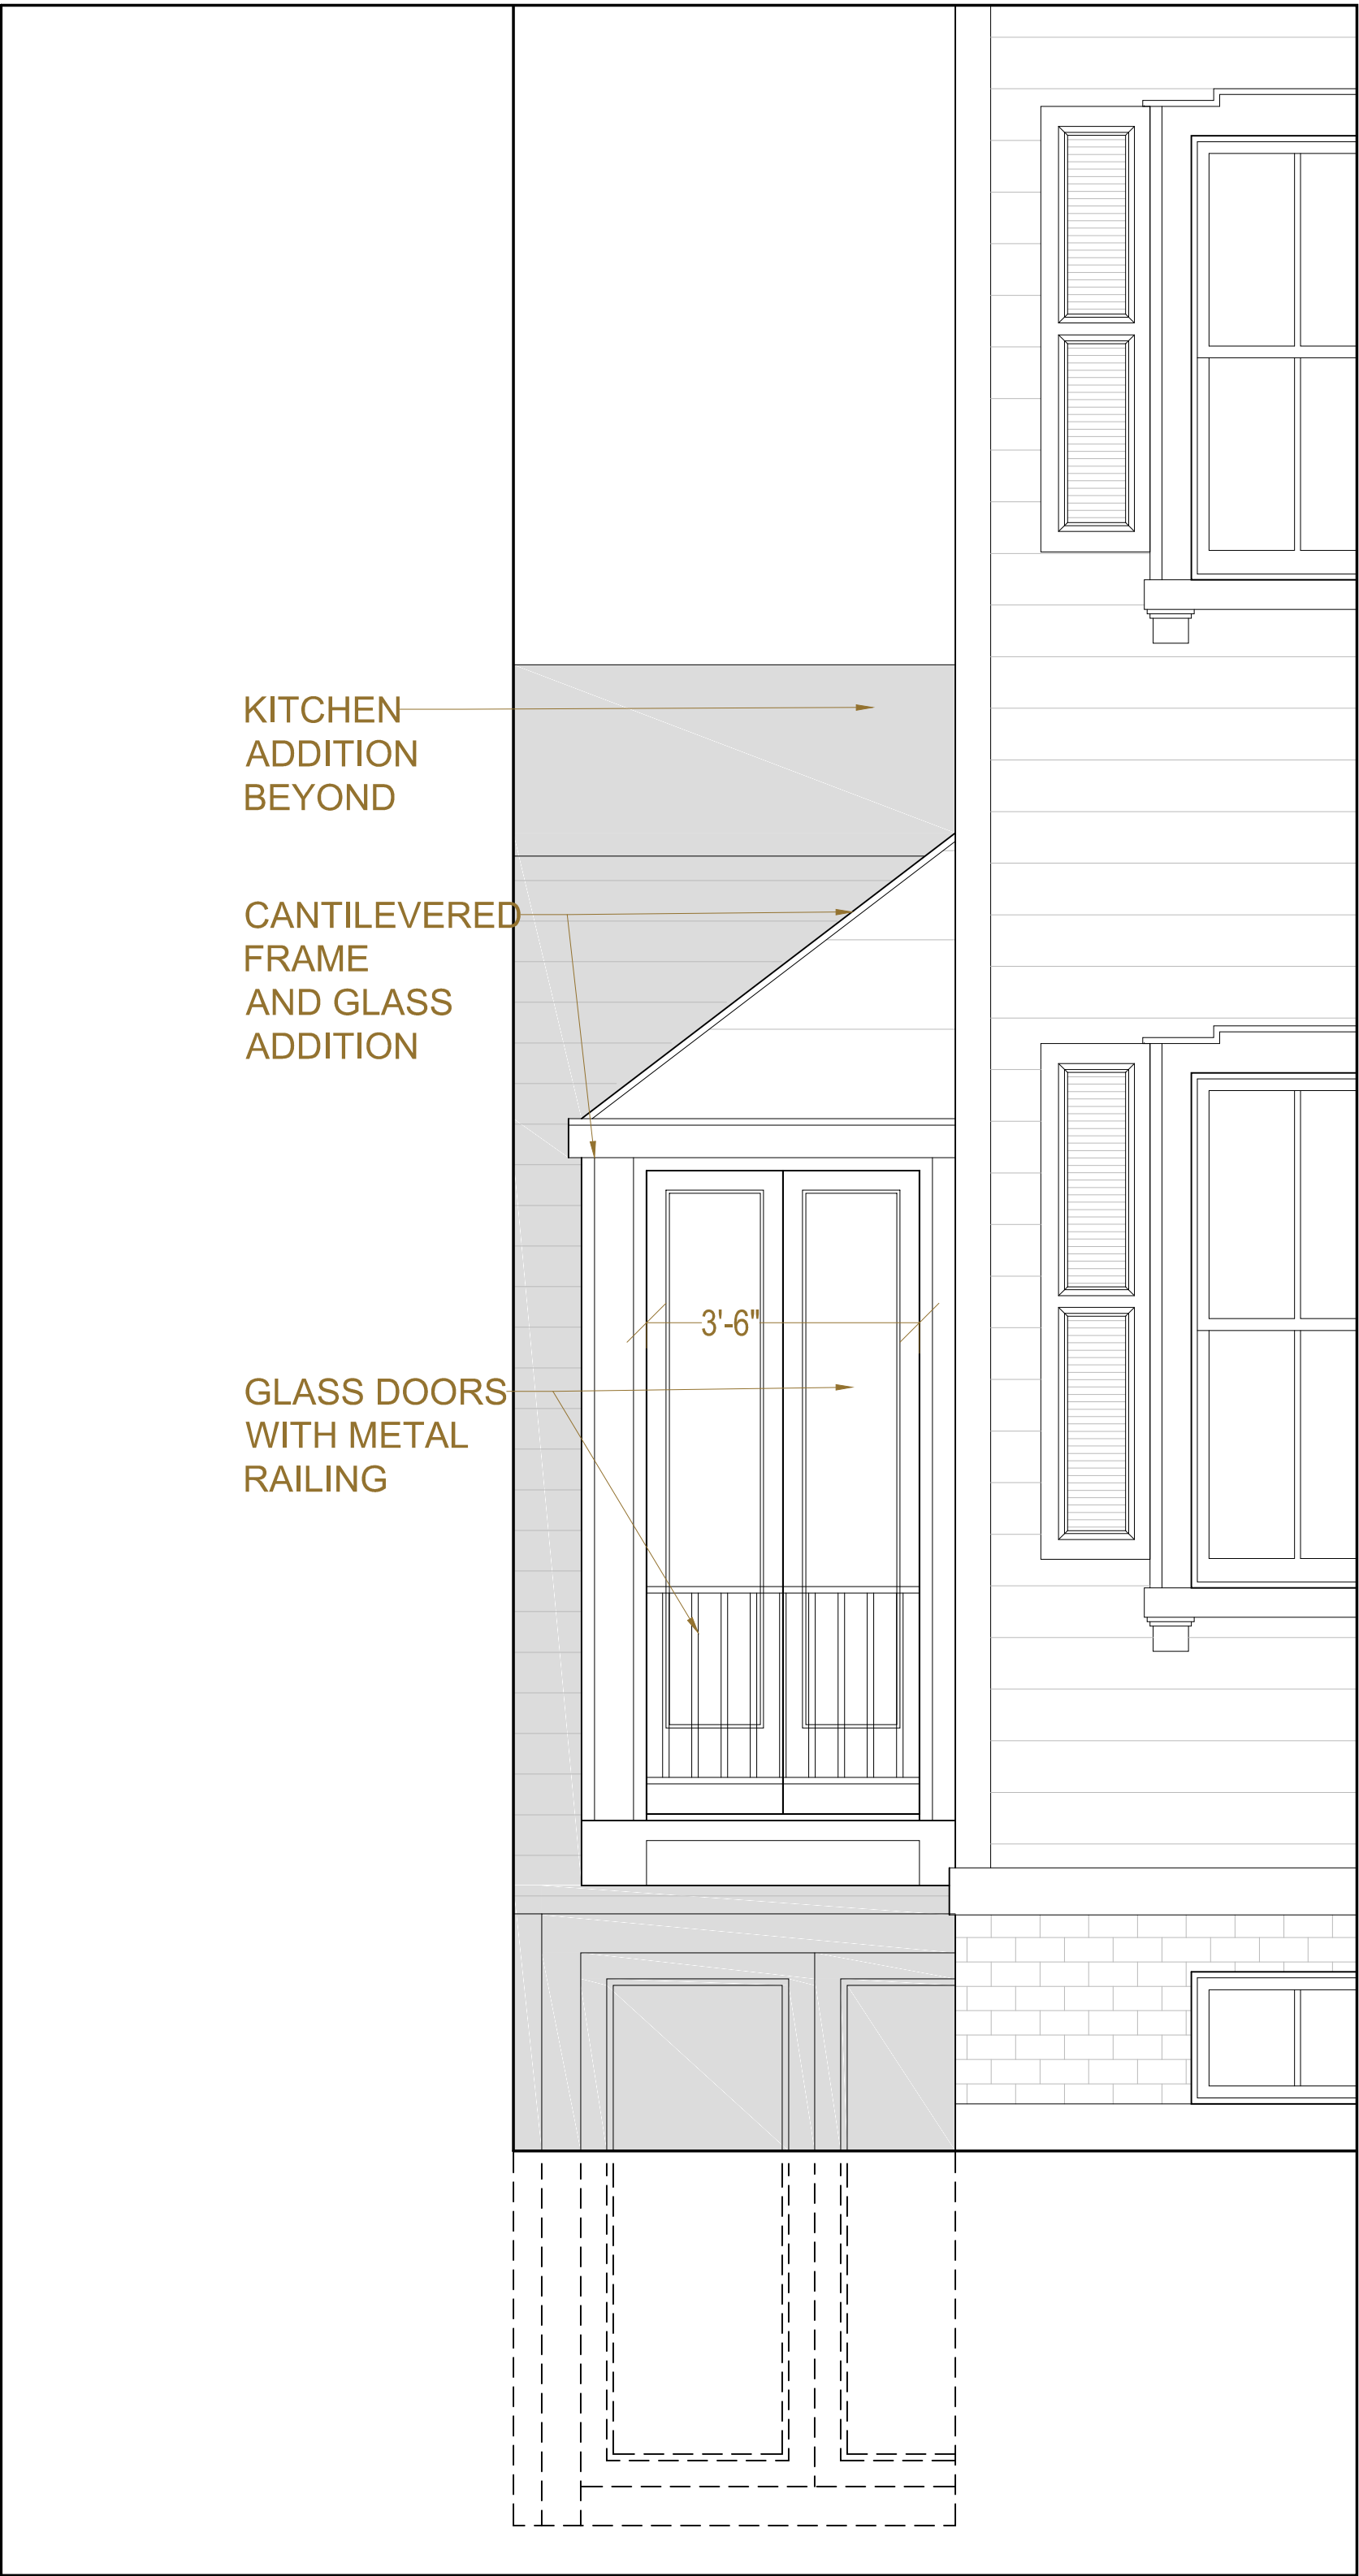 KITCHEN
ADDITION
BEYOND
CANTILEVERED
FRAME
AND GLASS
ADDITION
3'-6"
GLASS DOORS
WITH METAL
RAILING